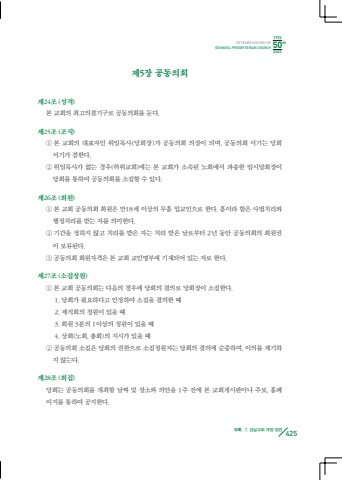 1972
50 YEARS HISTORY OF
SEONGSIL PRESBYTERIAN CHURCH
50th
2022
제5장 공동의회
제24조 (성격)
본 교회의 최고의결기구로 공동의회를 둔다.
제25조 (조직)
① 본 교회의 대표자인 위임목사(당회장)가 공동의회 의장이 되며, 공동의회 서기는 당회
서기가 겸한다.
② 위임목사가 없는 경우(허위교회)에는 본 교회가 소속된 노회에서 파송한 임시당회장이
당회를 통하여 공동의회를 소집할 수 있다.
제26조 (회원)
① 본 교회 공동의회 회원은 만18세 이상의 무흠 입교인으로 한다. 흠이라 함은 사법처리와
행정처리를 받는 자를 의미한다.
② 기간을 정하지 않고 처리를 받은 자는 처리 받은 날로부터 2년 동안 공동의회의 회원권
이 보류된다.
③ 공동의회 회원자격은 본 교회 교인명부에 기재되어 있는 자로 한다.
제27조 (소집청원)
① 본 교회 공동의회는 다음의 경우에 당회의 결의로 당회장이 소집한다.
1. 당회가 필요하다고 인정하여 소집을 결의한 때
2. 제직회의 청원이 있을 때
3. 회원 3분의 1이상의 청원이 있을 때
4. 상회(노회, 총회)의 지시가 있을 때
② 공동의회 소집은 당회의 권한으로 소집청원자는 당회의 결의에 순종하며, 이의를 제기하
지 않는다.
제28조 (회집)
당회는 공동의회를 개회할 날짜 및 장소와 의안을 1주 전에 본 교회게시판이나 주보, 홈페
이지를 통하여 공지한다.
부록_ 7. 성실교회 재정 법안
425